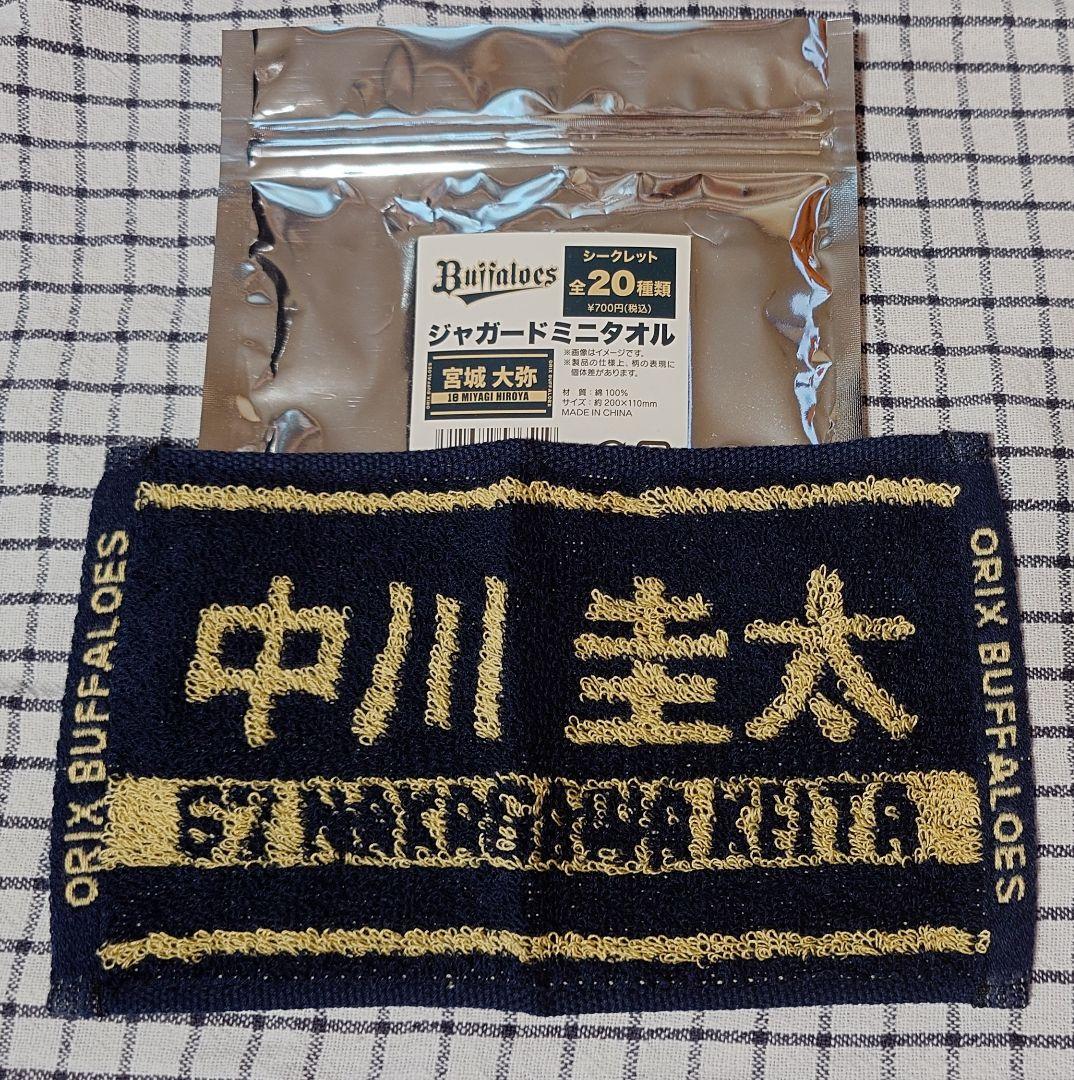 Buffaloes
シークレット
全20種類
¥700円(税込)
ジャガードミニタオル
※画像はイメージです。
※製品の仕様上、柄の表現に
個体差があります。
宮城 大弥
18 MIYAGI HIROYA
ORIX BUFFALOES
材 質:綿100%
サイズ:約200×110mm
MADE IN CHINA
ORIX BUFFALOES
中川 圭太
67 NAKAGAWA KEITA
ORIX BUFFALOES